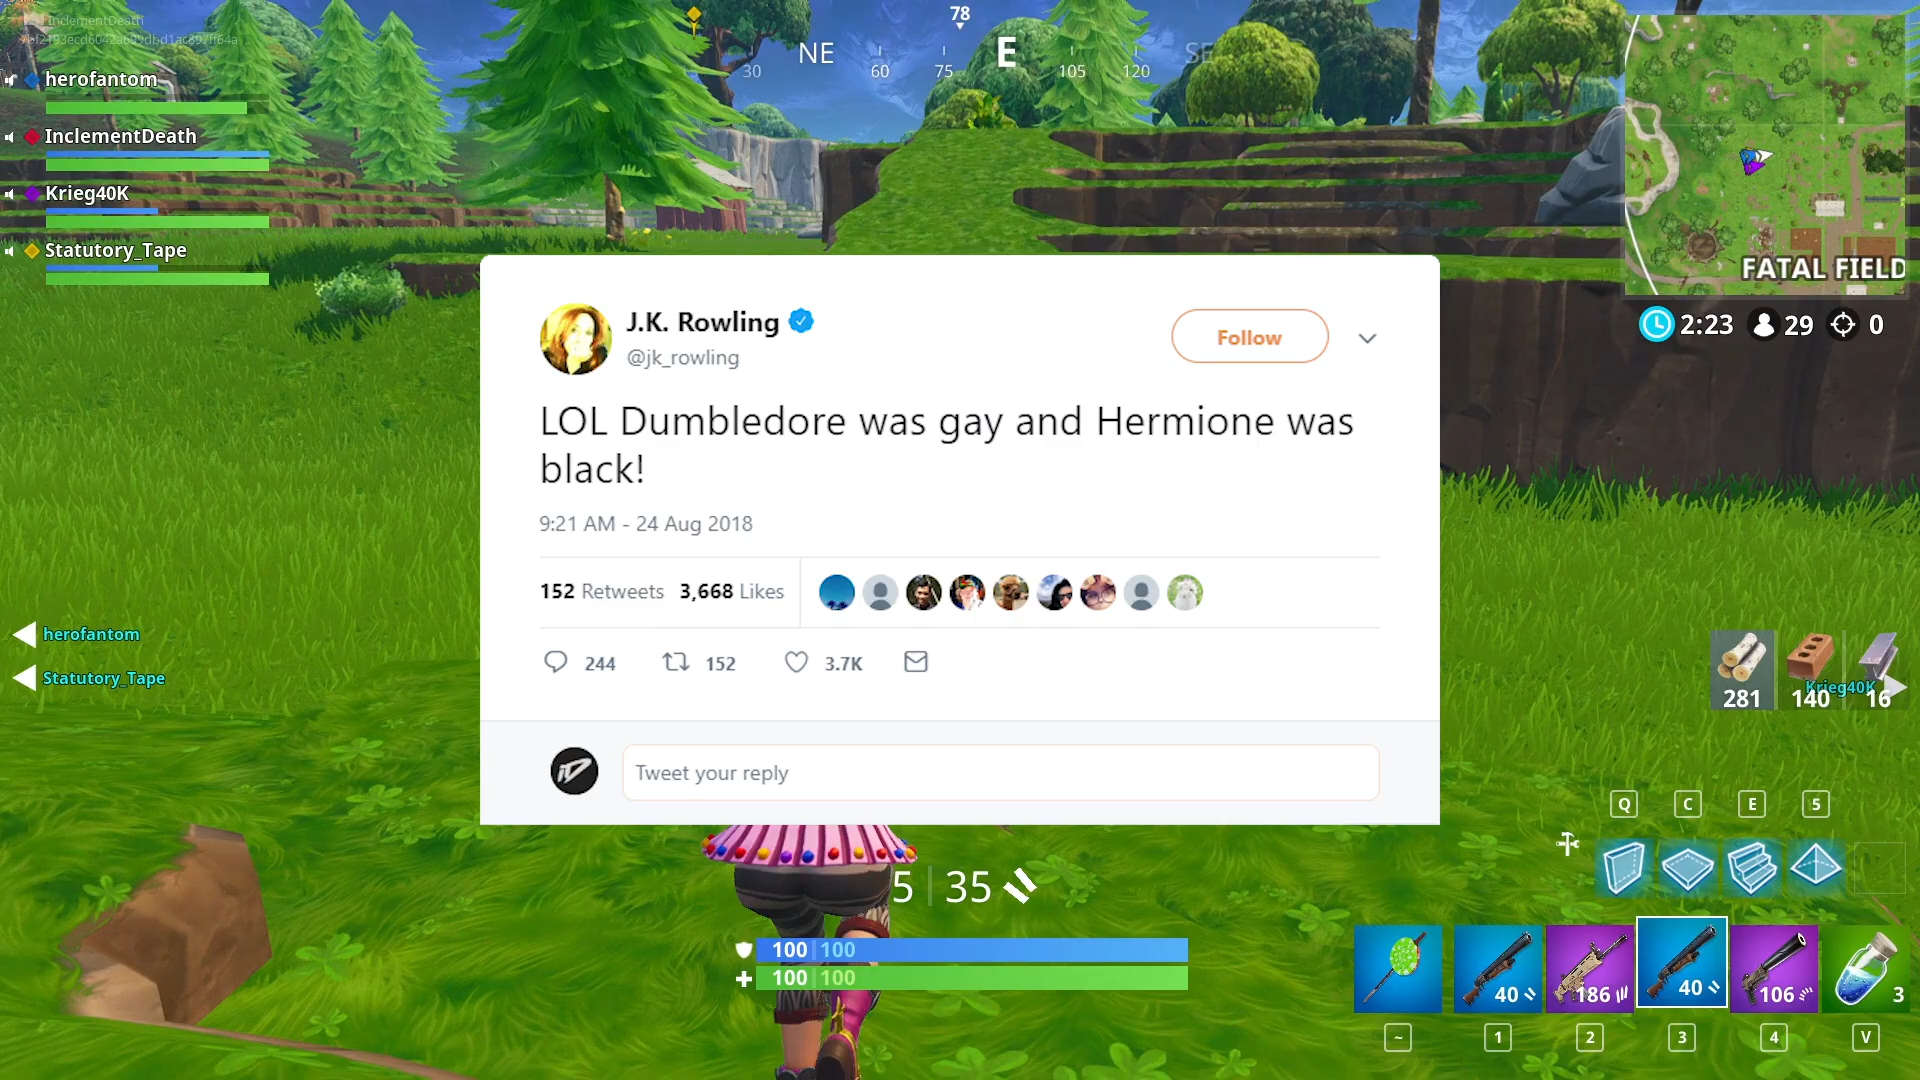 InclementDeath
herofantom
InclementDeath
Krieg40K
Statutory_Tape
78
30 NE 60 75 E 105 120 SE
FATAL FIELD
2:23 29 0
J.K. Rowling
@jk_rowling
Follow
LOL Dumbledore was gay and Hermione was
black!
9:21 AM - 24 Aug 2018
152 Retweets 3,668 Likes
244 152 3.7K
Tweet your reply
herofantom
Statutory_Tape
Krieg40K
281 140 16
Q C E 5
5 35
100 100
100 100
40 186 40 106 3
~ 1 2 3 4 V